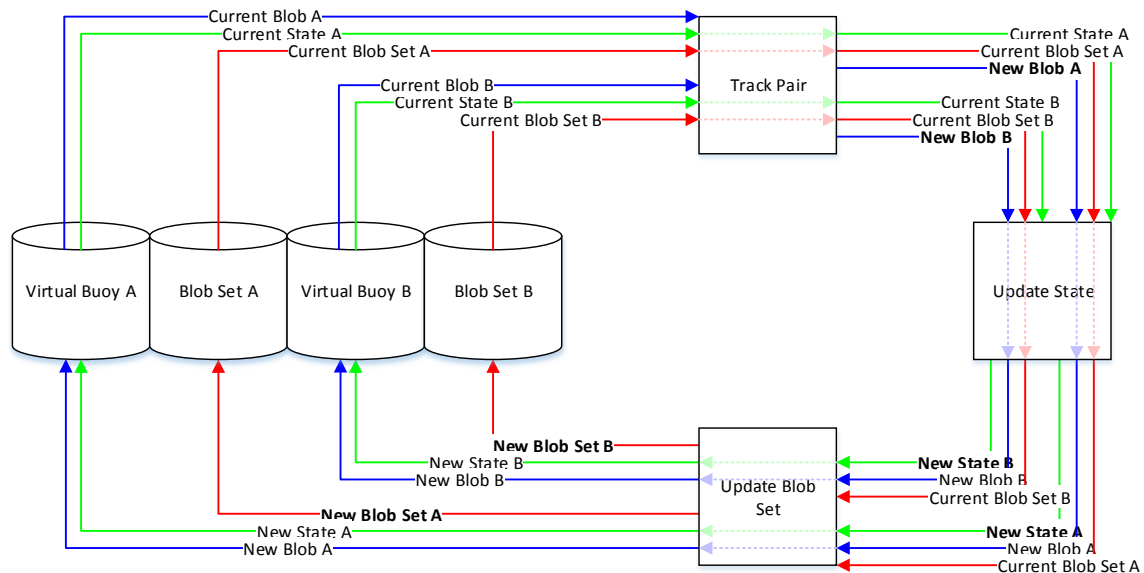 Current Blob A
Current State A
Current Blob Set A
Current Blob B
Current State B
Current Blob Set B
Track Pair
Current State A
Current Blob Set A
New Blob A
Current State B
Current Blob Set B
New Blob B
Virtual Buoy A
Blob Set A
Virtual Buoy B
Blob Set B
Update State
New Blob Set B
New State B
New Blob B
New Blob Set A
New State A
New Blob A
Update Blob
Set
New State B
New Blob B
Current Blob Set B
New State A
New Blob A
Current Blob Set A